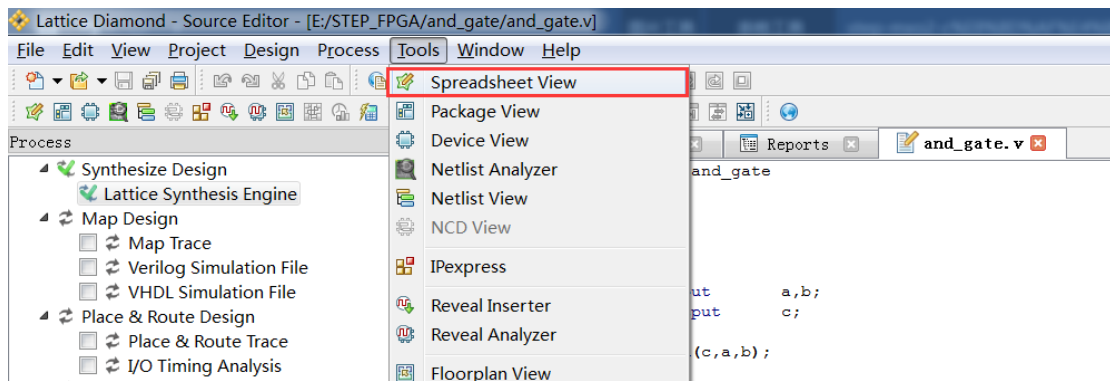 Lattice Diamond - Source Editor - [E:/STEP_FPGA/and_gate/and_gate.v]
File Edit View Project Design Process Tools Window Help
Spreadsheet View
Package View
Process
Device View
Reports
and_gate.v
Synthesize Design
Netlist Analyzer
and_gate
Lattice Synthesis Engine
Netlist View
Map Design
NCD View
Map Trace
Verilog Simulation File
IPexpress
VHDL Simulation File
ut a,b;
Reveal Inserter
put c;
Place & Route Design
Reveal Analyzer
Place & Route Trace
(c,a,b);
I/O Timing Analysis
Floorplan View